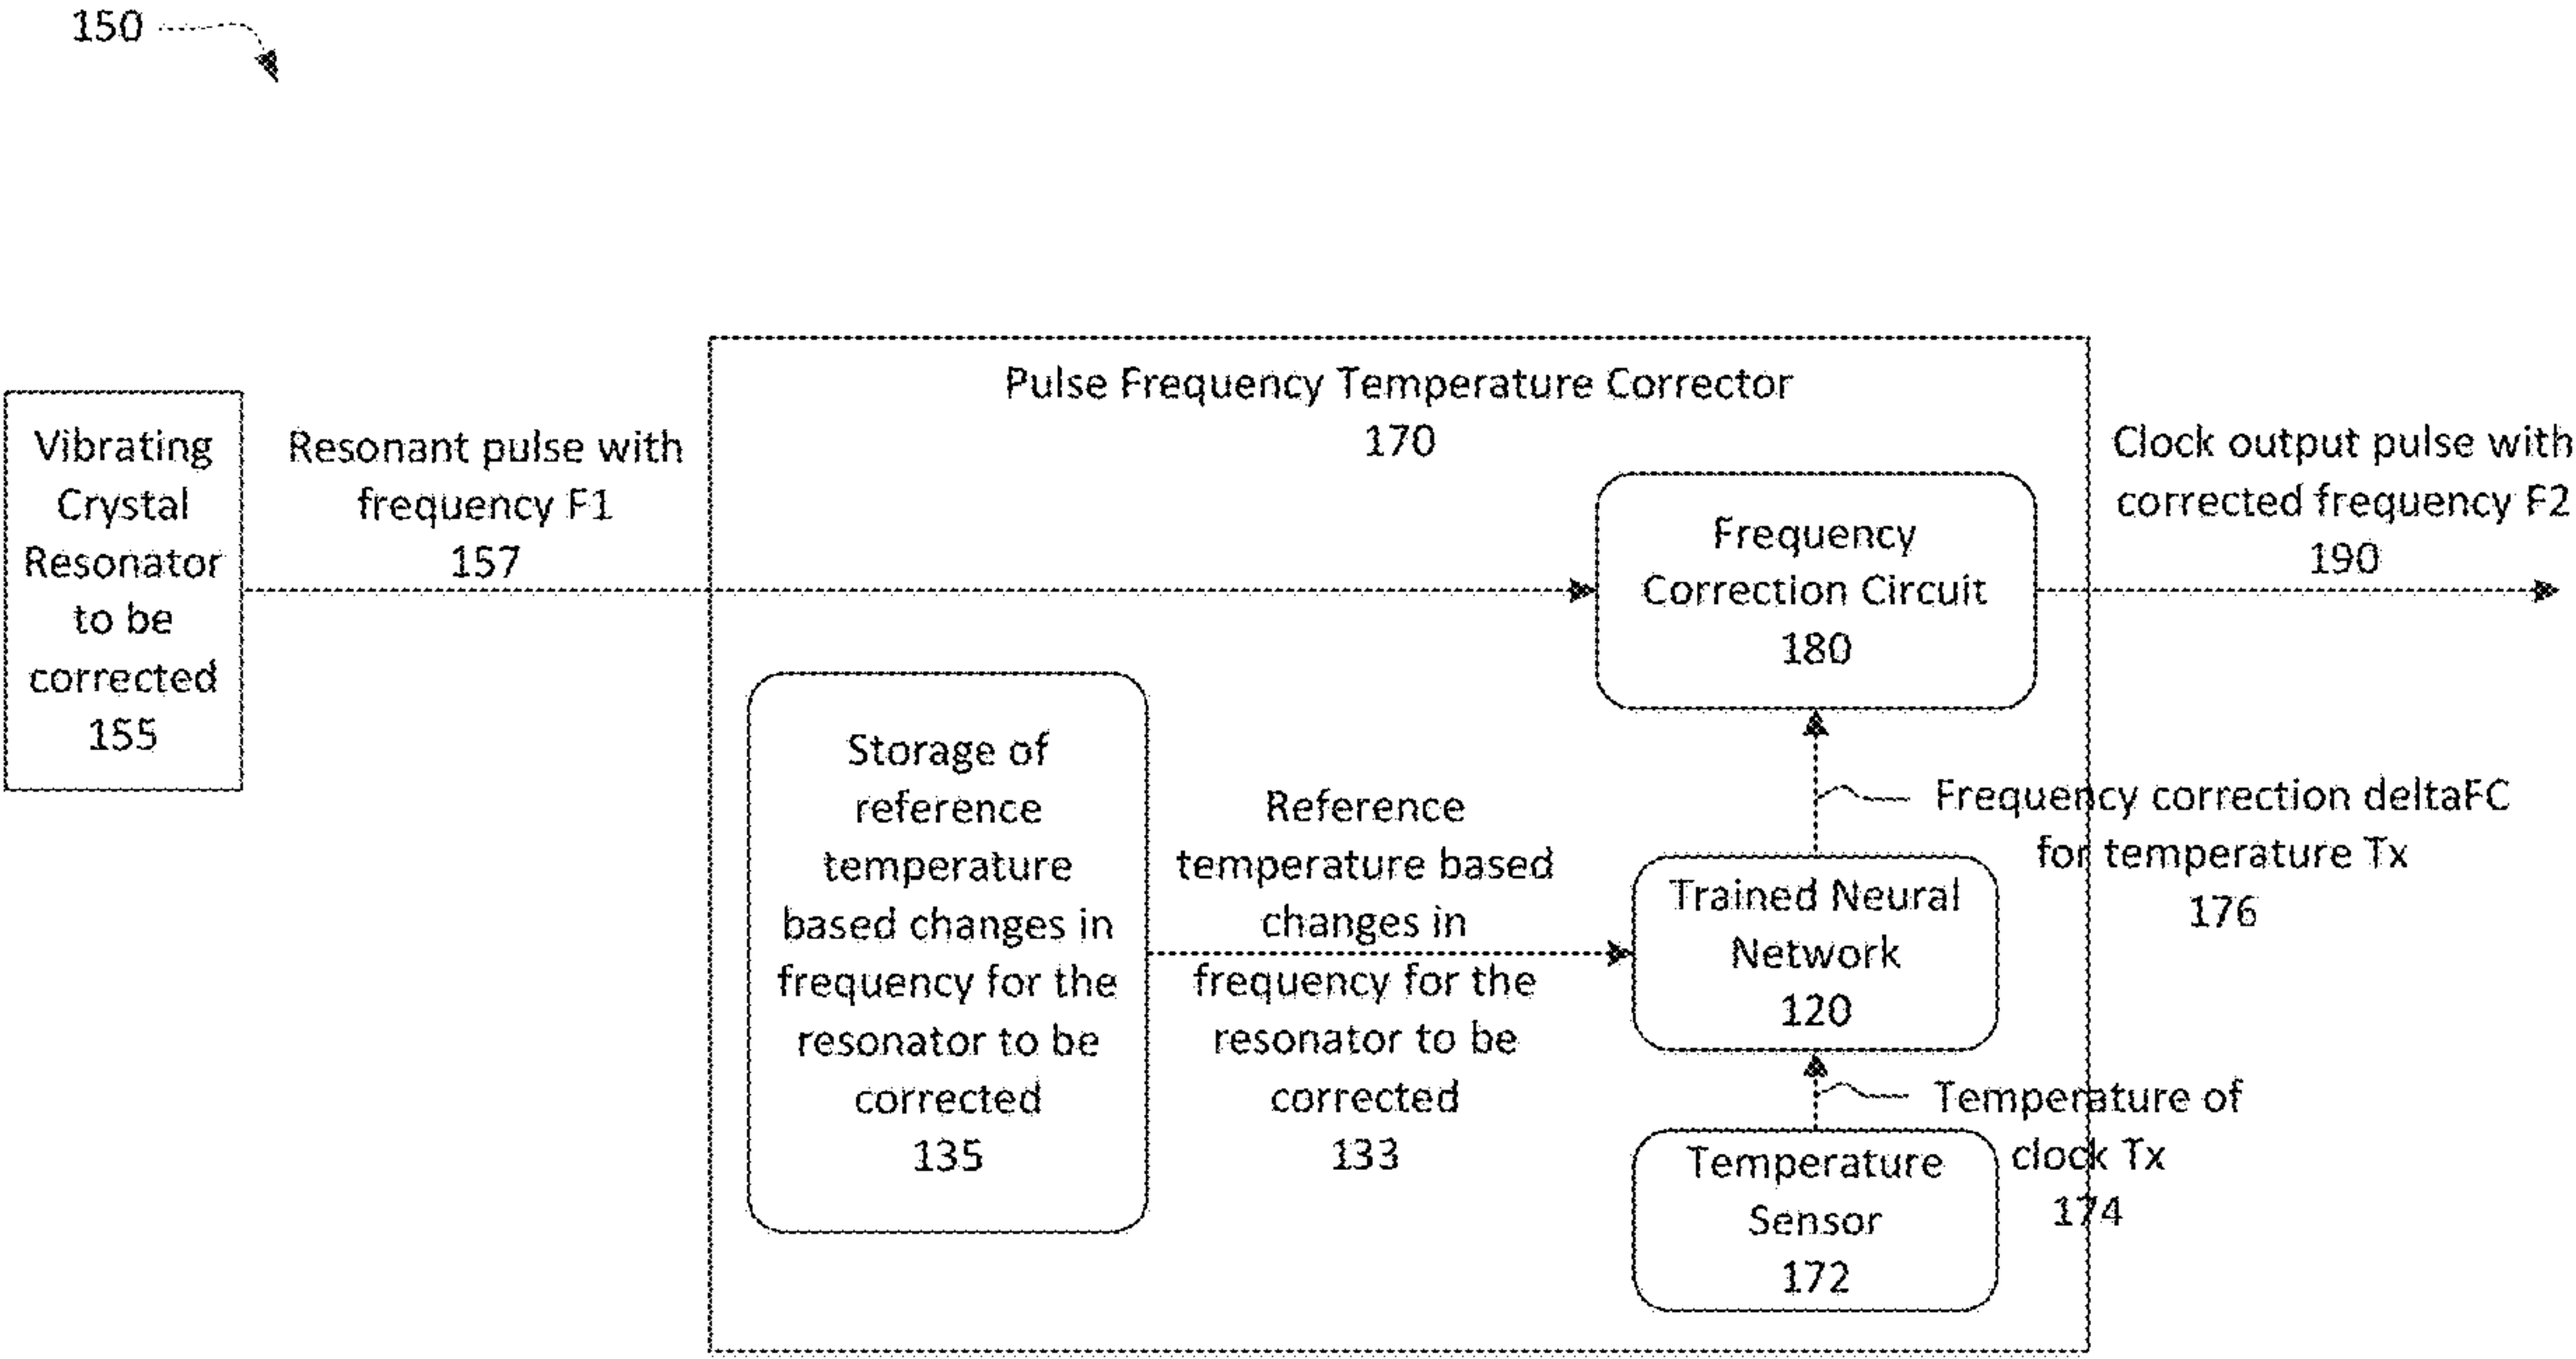 150
Pulse Frequency Temperature Corrector
170
Vibrating
Crystal
Resonator
to be
corrected
155
Resonant pulse with
frequency F1
157
Frequency
Correction Circuit
180
Clock output pulse with
corrected frequency F2
190
Storage of
reference
temperature
based changes in
frequency for the
resonator to be
corrected
135
Reference
temperature based
changes in
frequency for the
resonator to be
corrected
133
Frequency correction deltaFC
for temperature Tx
176
Trained Neural
Network
120
Temperature of
clock Tx
174
Temperature
Sensor
172